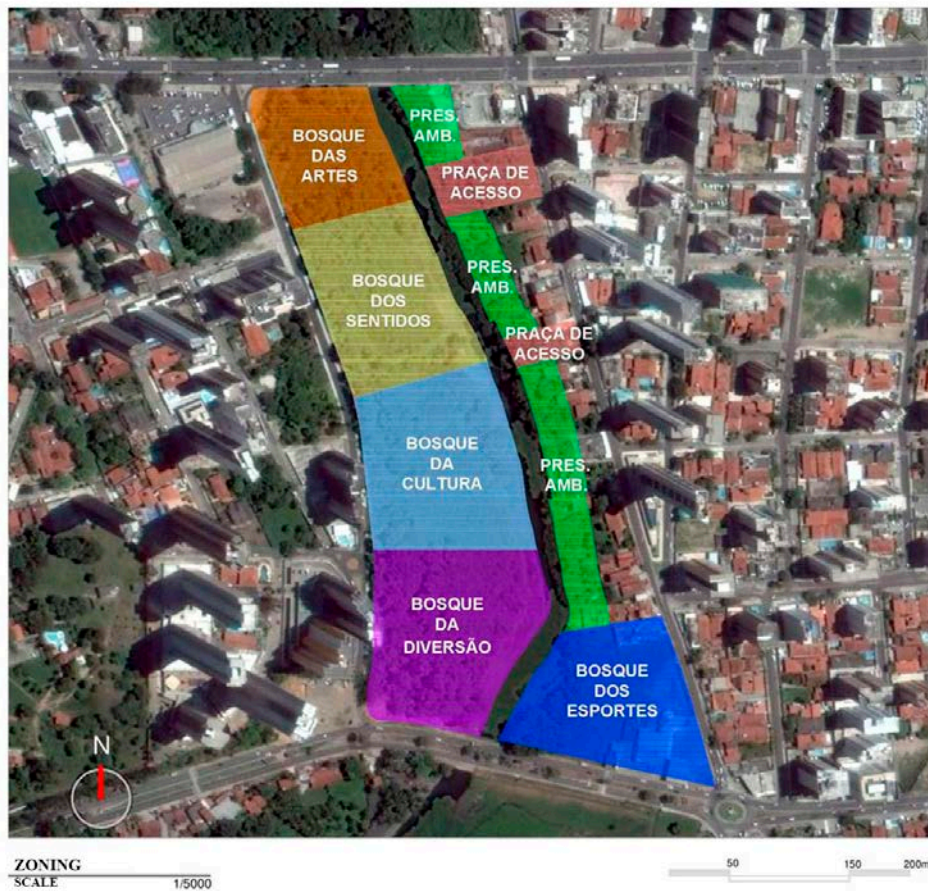 BOSQUE
DAS
ARTES
PRES.
AMB.
PRAÇA DE
ACESSO
BOSQUE
DOS
SENTIDOS
PRES.
AMB.
PRAÇA DE
ACESSO
BOSQUE
DA
CULTURA
PRES.
AMB.
BOSQUE
DA
DIVERSÃO
BOSQUE
DOS
ESPORTES
N
ZONING
SCALE 1/5000
50 150 200m